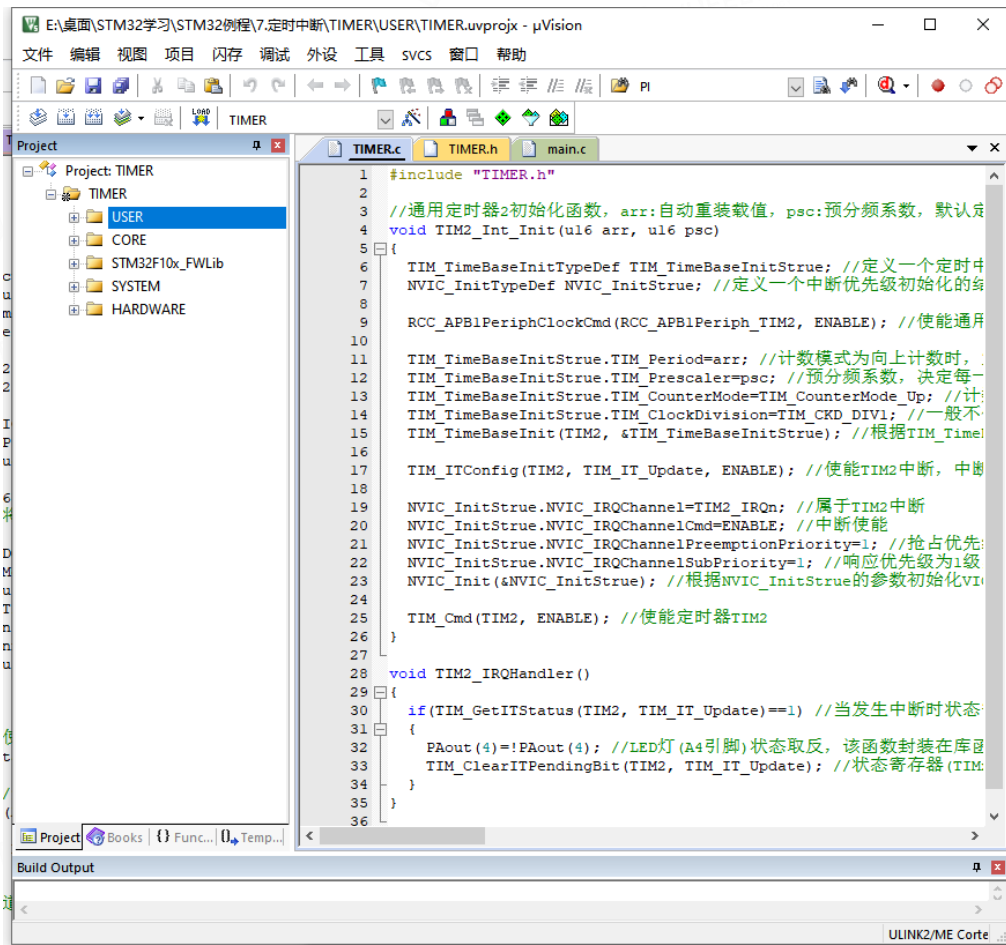 E:\桌面\STM32学习\STM32例程\7.定时中断\TIMER\USER\TIMER.uvprojx - µVision
文件 编辑 视图 项目 闪存 调试 外设 工具 SVCS 窗口 帮助
PI
LOAD TIMER
Project
Project: TIMER
TIMER
USER
CORE
STM32F10x_FWLib
SYSTEM
HARDWARE
Project Books {} Func... Temp...
TIMER.c TIMER.h main.c
1 #include "TIMER.h"
2
3 //通用定时器2初始化函数，arr:自动重装载值，psc:预分频系数，默认定
4 void TIM2_Int_Init(u16 arr, u16 psc)
5 {
6 TIM_TimeBaseInitTypeDef TIM_TimeBaseInitStrue; //定义一个定时中
7 NVIC_InitTypeDef NVIC_InitStrue; //定义一个中断优先级初始化的结
8
9 RCC_APB1PeriphClockCmd(RCC_APB1Periph_TIM2, ENABLE); //使能通用
10
11 TIM_TimeBaseInitStrue.TIM_Period=arr; //计数模式为向上计数时，
12 TIM_TimeBaseInitStrue.TIM_Prescaler=psc; //预分频系数，决定每一
13 TIM_TimeBaseInitStrue.TIM_CounterMode=TIM_CounterMode_Up; //计
14 TIM_TimeBaseInitStrue.TIM_ClockDivision=TIM_CKD_DIV1; //一般不
15 TIM_TimeBaseInit(TIM2, &TIM_TimeBaseInitStrue); //根据TIM_Time
16
17 TIM_ITConfig(TIM2, TIM_IT_Update, ENABLE); //使能TIM2中断，中断
18
19 NVIC_InitStrue.NVIC_IRQChannel=TIM2_IRQn; //属于TIM2中断
20 NVIC_InitStrue.NVIC_IRQChannelCmd=ENABLE; //中断使能
21 NVIC_InitStrue.NVIC_IRQChannelPreemptionPriority=1; //抢占优先
22 NVIC_InitStrue.NVIC_IRQChannelSubPriority=1; //响应优先级为1级
23 NVIC_Init(&NVIC_InitStrue); //根据NVIC_InitStrue的参数初始化VI
24
25 TIM_Cmd(TIM2, ENABLE); //使能定时器TIM2
26 }
27
28 void TIM2_IRQHandler()
29 {
30 if(TIM_GetITStatus(TIM2, TIM_IT_Update)==1) //当发生中断时状态
31 {
32 PAout(4)=!PAout(4); //LED灯(A4引脚)状态取反，该函数封装在库函
33 TIM_ClearITPendingBit(TIM2, TIM_IT_Update); //状态寄存器(TIM
34 }
35 }
36
Build Output
ULINK2/ME Corte